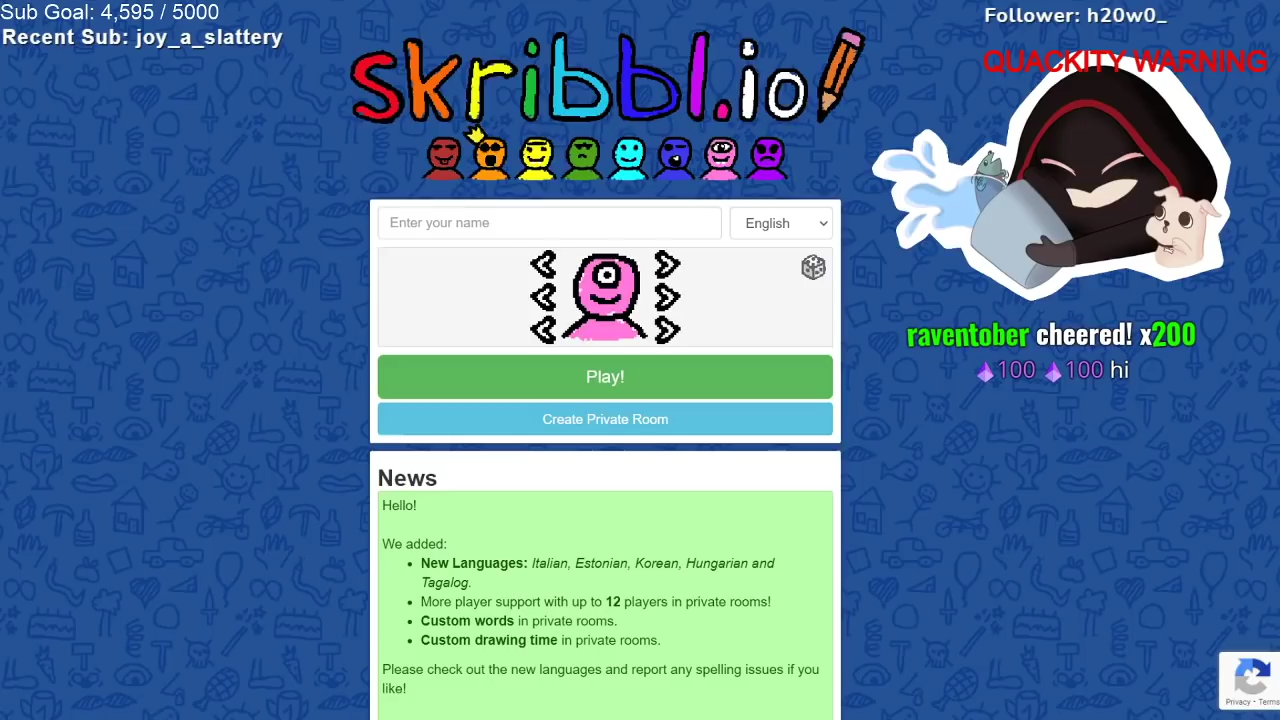 Sub Goal: 4,595 / 5000
Recent Sub: joy_a_slattery
Follower: h20w0_
QUACKITY WARNING
skribbl.io
Enter your name
English
Play!
Create Private Room
raventober cheered! x200
100 100 hi
News
Hello!
We added:
• New Languages: Italian, Estonian, Korean, Hungarian and
Tagalog.
• More player support with up to 12 players in private rooms!
• Custom words in private rooms.
• Custom drawing time in private rooms.
Please check out the new languages and report any spelling issues if you
like!
Privacy - Terms